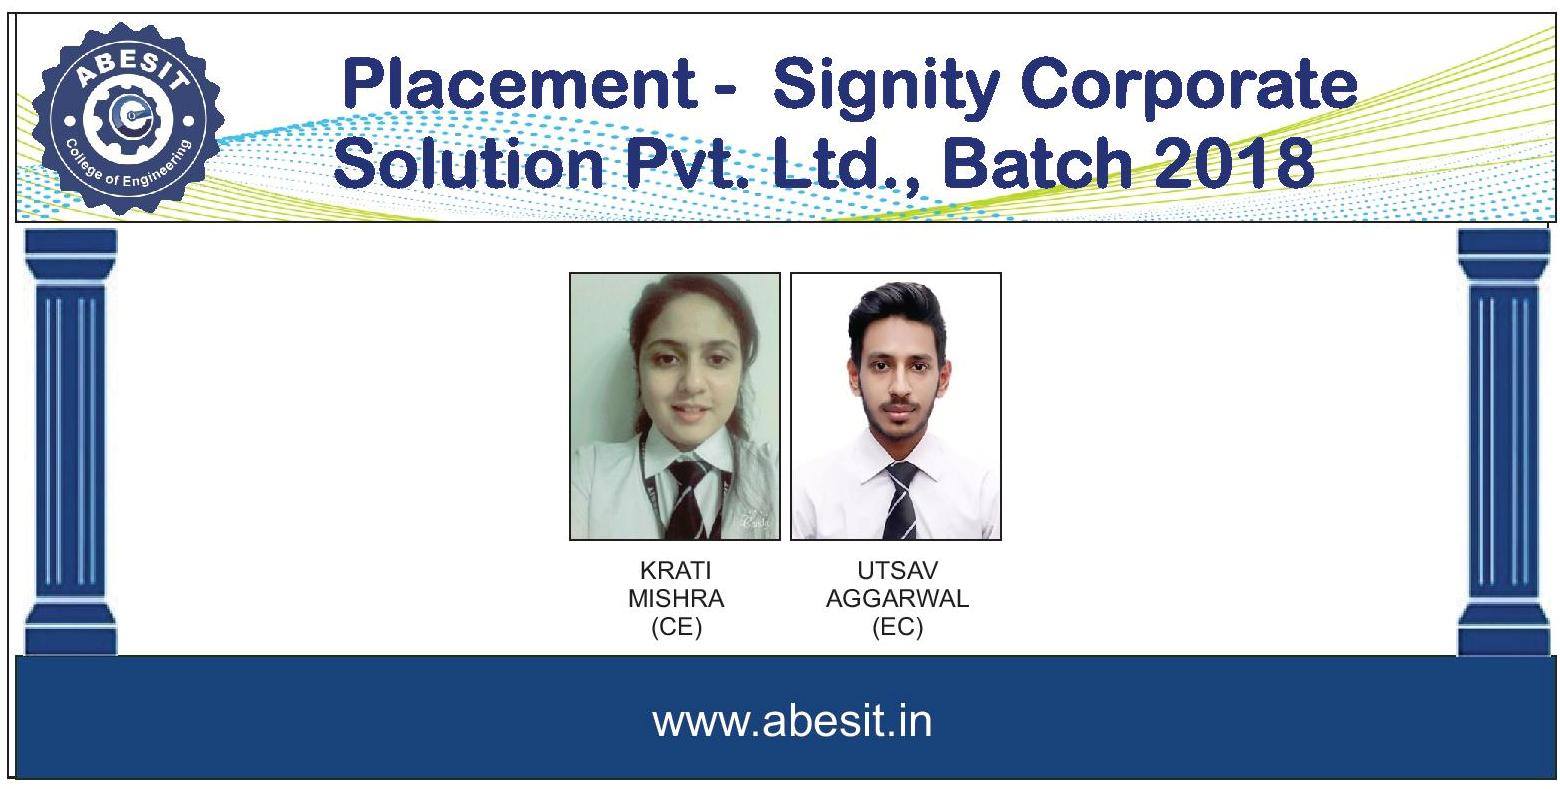 ABESIT
College of Engineering
Placement - Signity Corporate
Solution Pvt. Ltd., Batch 2018
KRATI
MISHRA
(CE)
UTSAV
AGGARWAL
(EC)
www.abesit.in